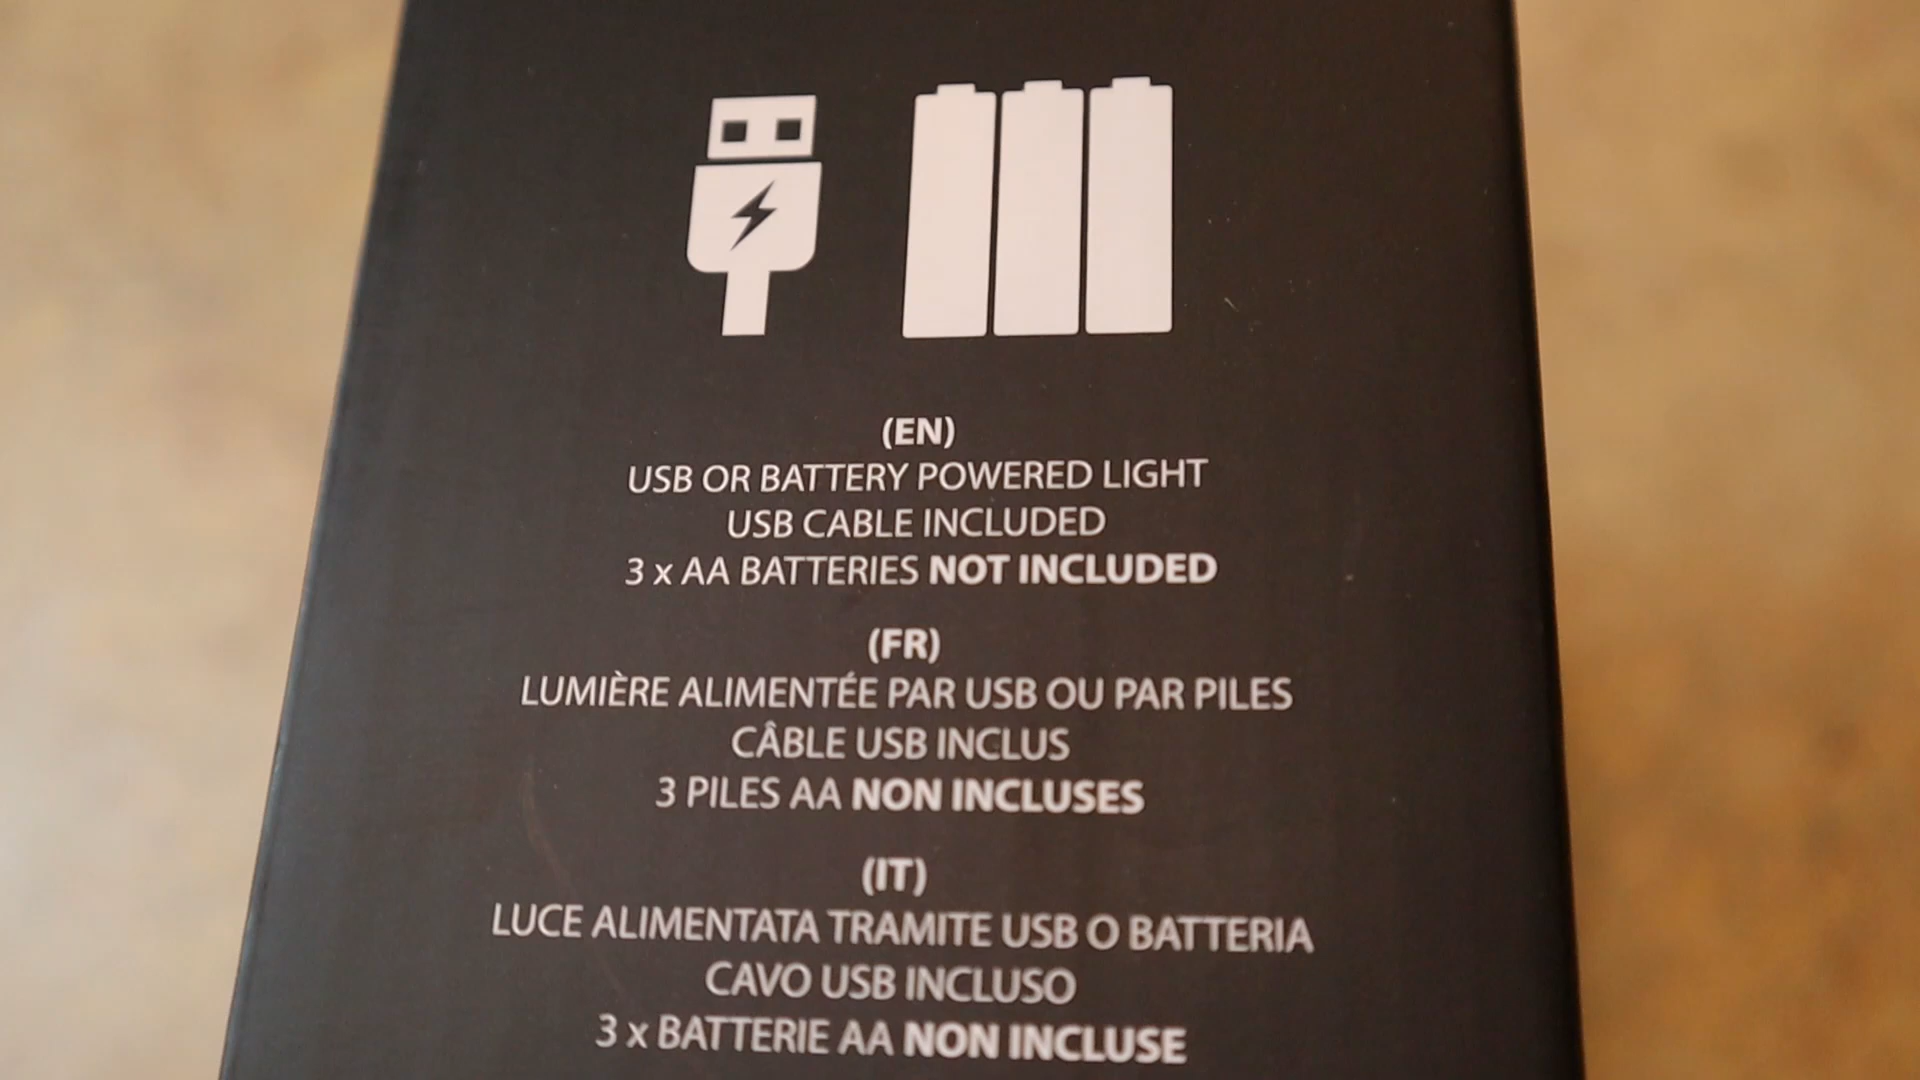 (EN)
USB OR BATTERY POWERED LIGHT
USB CABLE INCLUDED
3 x AA BATTERIES NOT INCLUDED
(FR)
LUMIÈRE ALIMENTÉE PAR USB OU PAR PILES
CÂBLE USB INCLUS
3 PILES AA NON INCLUSES
(IT)
LUCE ALIMENTATA TRAMITE USB O BATTERIA
CAVO USB INCLUSO
3 x BATTERIE AA NON INCLUSE